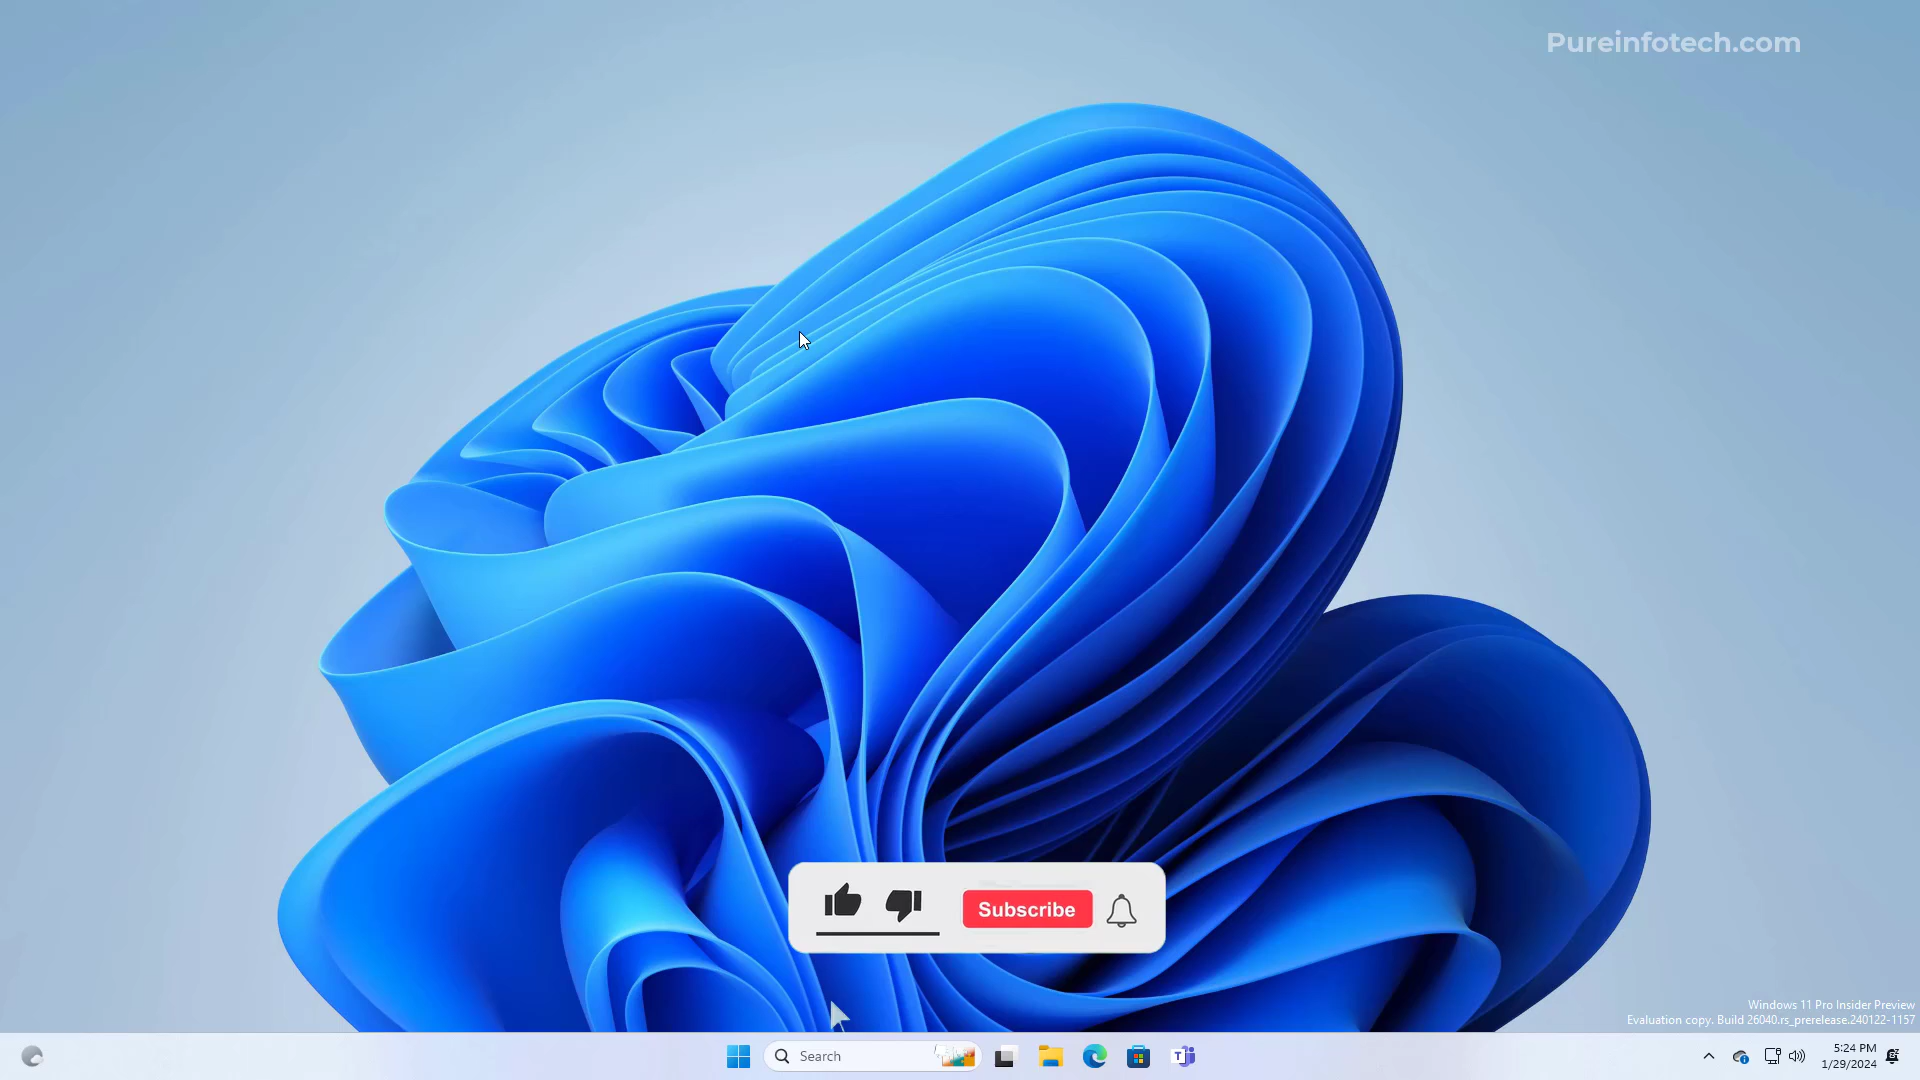 Pureinfotech.com
Subscribe
Windows 11 Pro Insider Preview
Evaluation copy. Build 26040.rs_prerelease.240122-1157
Search
5:24 PM
1/29/2024